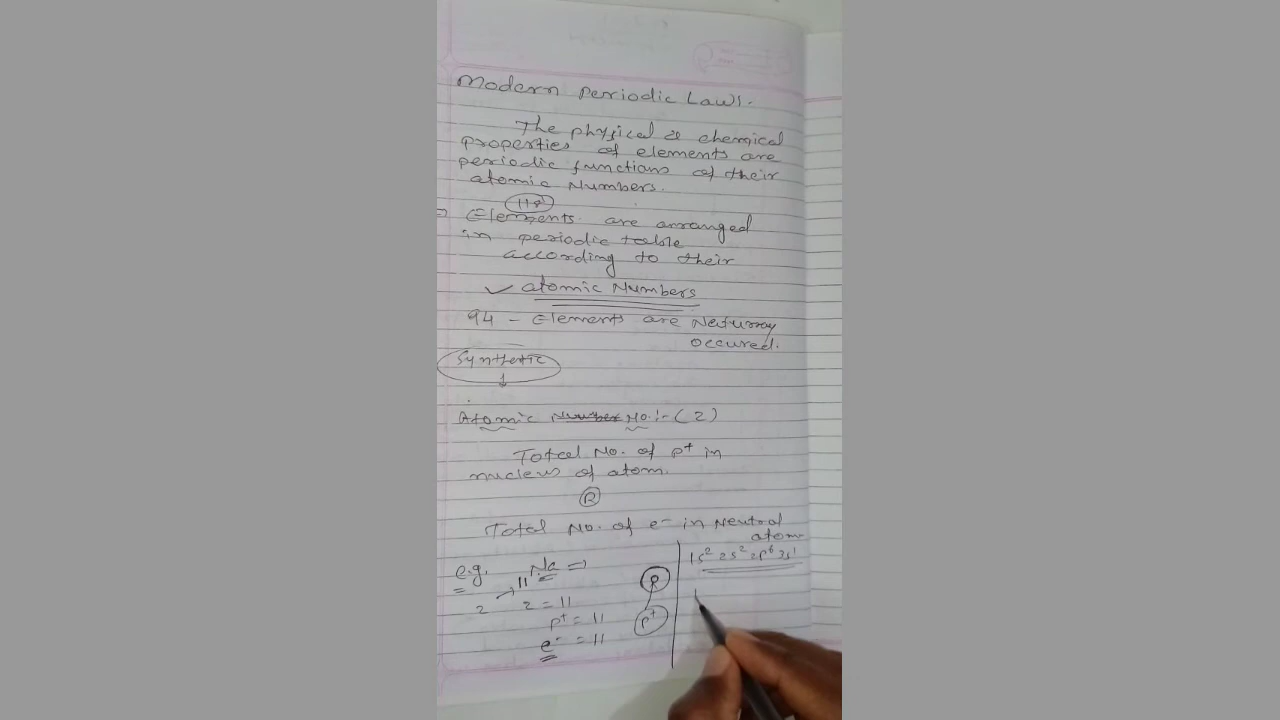 Modern Periodic Laws.
The physical & chemical
properties of elements are
periodic functions of their
atomic Numbers.
118
⇒ Elements are arranged
in periodic table
according to their
✓ atomic Numbers
94 - Elements are
occured.
Synthetic
↓
Atomic Number No. :- (Z)
Total No. of p⁺ in
nucleus of atom.
Total No. of e⁻ in Neutral
atom
e.g. Na ⇒
1s² 2s² 2p⁶ 3s¹
11
Z Z = 11
p⁺ = 11
p⁺
e⁻ = 11